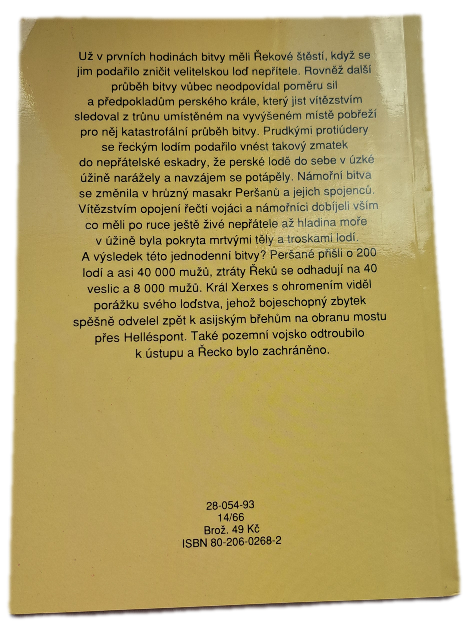 Už v prvních hodinách bitvy měli Řekové štěstí, když se
jim podařilo zničit velitelskou loď nepřítele. Rovněž další
průběh bitvy vůbec neodpovídal poměru sil
a předpokladům perského krále, který jist vítězstvím
sledoval z trůnu umístěném na vyvýšeném místě pobřeží
pro něj katastrofální průběh bitvy. Prudkými protiúdery
se řeckým lodím podařilo vnést takový zmatek
do nepřátelské eskadry, že perské lodě do sebe v úzké
úžině narážely a navzájem se potápěly. Námořní bitva
se změnila v hrůzný masakr Peršanů a jejich spojenců.
Vítězstvím opojení řečtí vojáci a námořníci dobíjeli vším
co měli po ruce ještě živé nepřátele až hladina moře
v úžině byla pokryta mrtvými těly a troskami lodí.
A výsledek této jednodenní bitvy? Peršané přišli o 200
lodí a asi 40 000 mužů, ztráty Řeků se odhadují na 40
veslic a 8 000 mužů. Král Xerxes s ohromením viděl
porážku svého loďstva, jehož bojeschopný zbytek
spěšně odvelel zpět k asijským břehům na obranu mostu
přes Helléspont. Také pozemní vojsko odtroubilo
k ústupu a Řecko bylo zachráněno.
28-054-93
14/66
Brož. 49 Kč
ISBN 80-206-0268-2